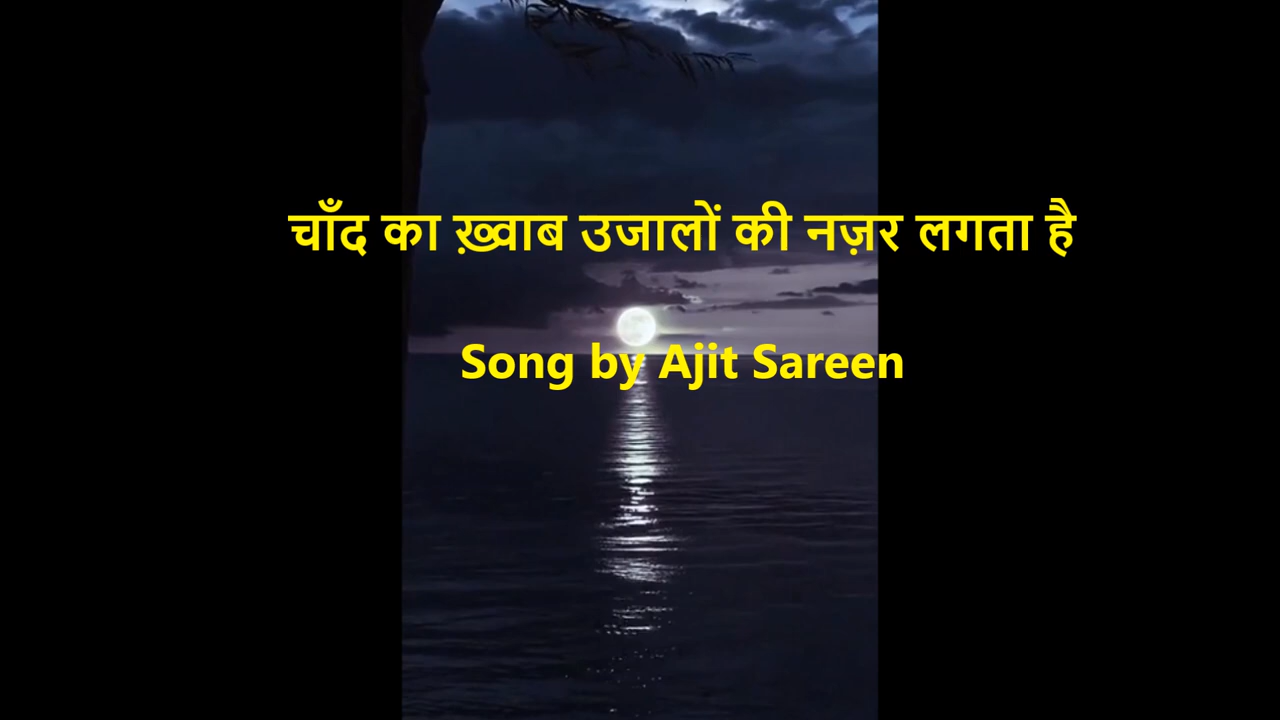 चाँद का ख़्वाब उजालों की नज़र लगता है
Song by Ajit Sareen